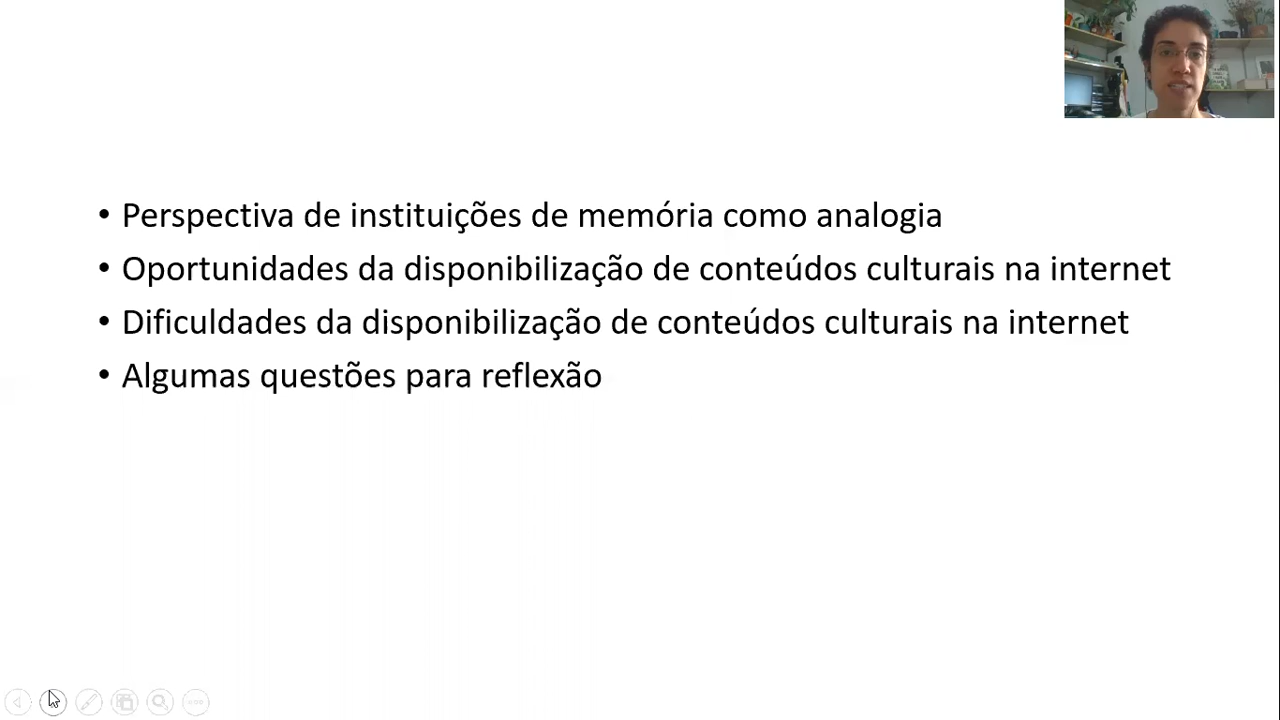 • Perspectiva de instituições de memória como analogia
• Oportunidades da disponibilização de conteúdos culturais na internet
• Dificuldades da disponibilização de conteúdos culturais na internet
• Algumas questões para reflexão